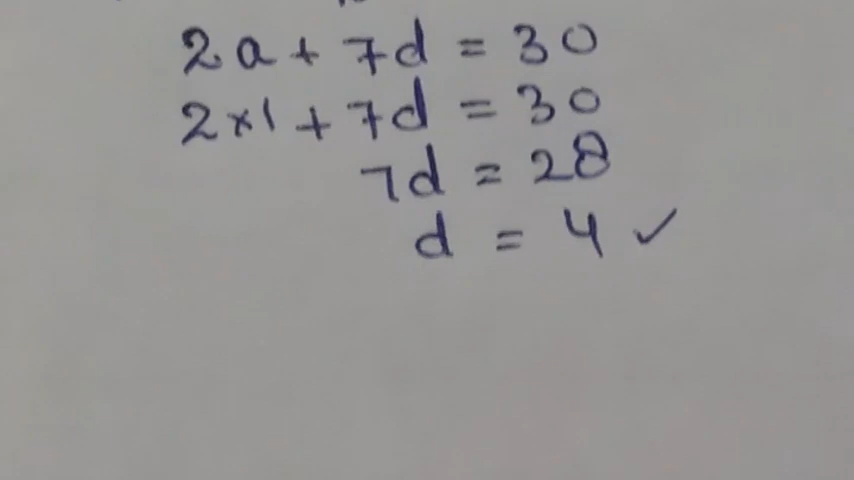 2a + 7d = 30
2×1 + 7d = 30
7d = 28
d = 4 ✓